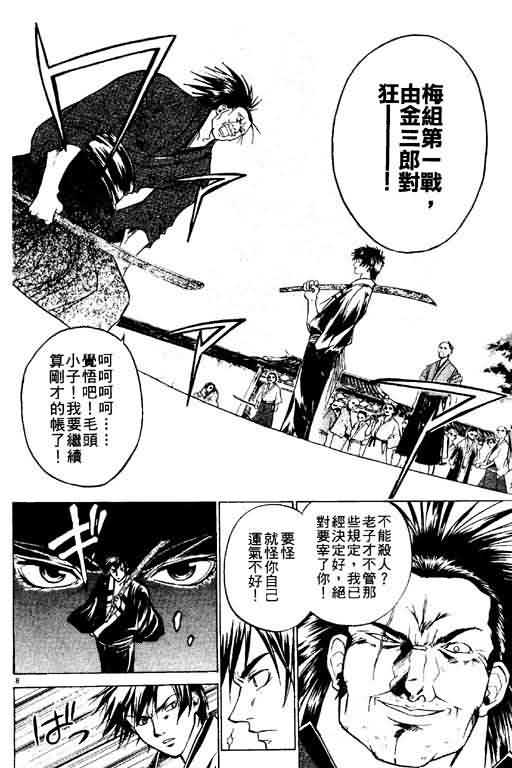 梅組第一戰，
由金三郎對
狂——！
呵呵呵呵……
覺悟吧！毛頭
小子！我要繼續
算剛才的帳了！
不能殺人？
老子才不管那
些規定，我已
經決定好，絕
對要宰了你！
要怪
就怪你自己
運氣不好！
ギ
8
ばっ